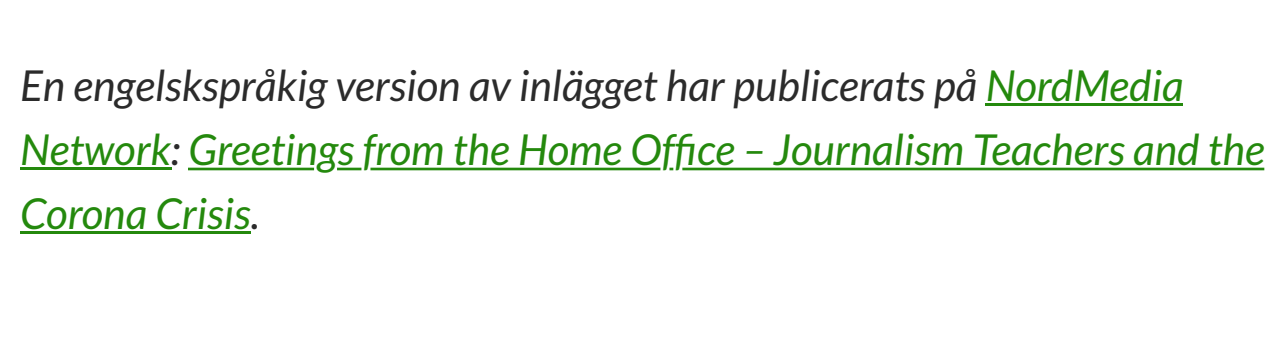 En engelskspråkig version av inlägget har publicerats på NordMedia
Network: Greetings from the Home Office – Journalism Teachers and the
Corona Crisis.